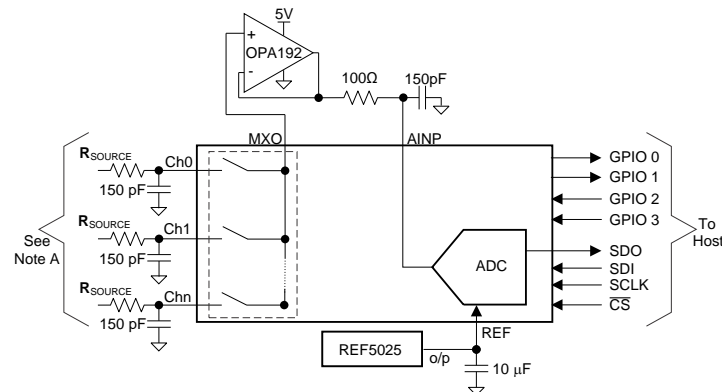 5V
+
OPA192
-
100Ω
150pF
MXO
AINP
RSOURCE
Ch0
150 pF
RSOURCE
Ch1
150 pF
RSOURCE
Chn
150 pF
See
Note A
ADC
REF
GPIO 0
GPIO 1
GPIO 2
GPIO 3
SDO
SDI
SCLK
CS
To
Host
REF5025
o/p
10 μF